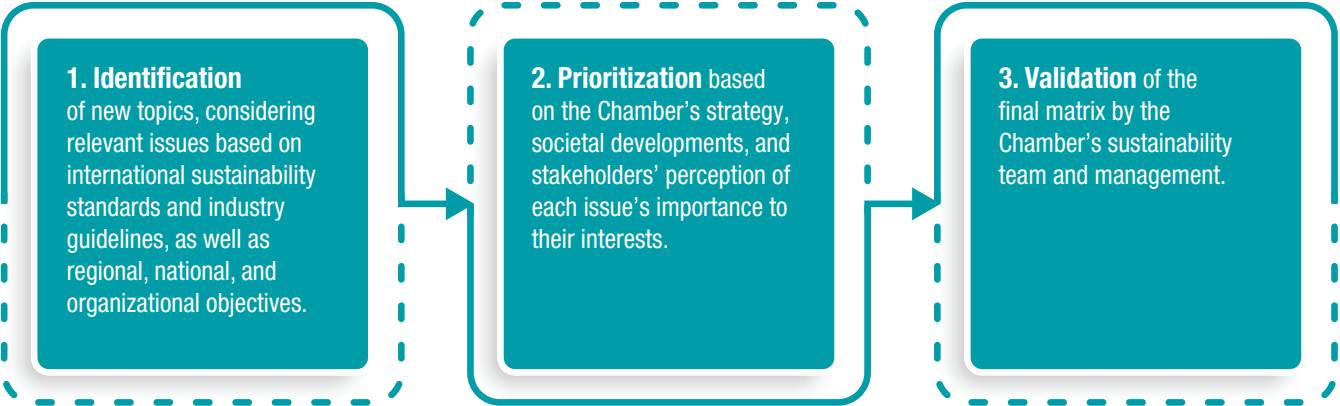 1. Identification
of new topics, considering
relevant issues based on
international sustainability
standards and industry
guidelines, as well as
regional, national, and
organizational objectives.
2. Prioritization based
on the Chamber’s strategy,
societal developments, and
stakeholders’ perception of
each issue’s importance to
their interests.
3. Validation of the
final matrix by the
Chamber’s sustainability
team and management.